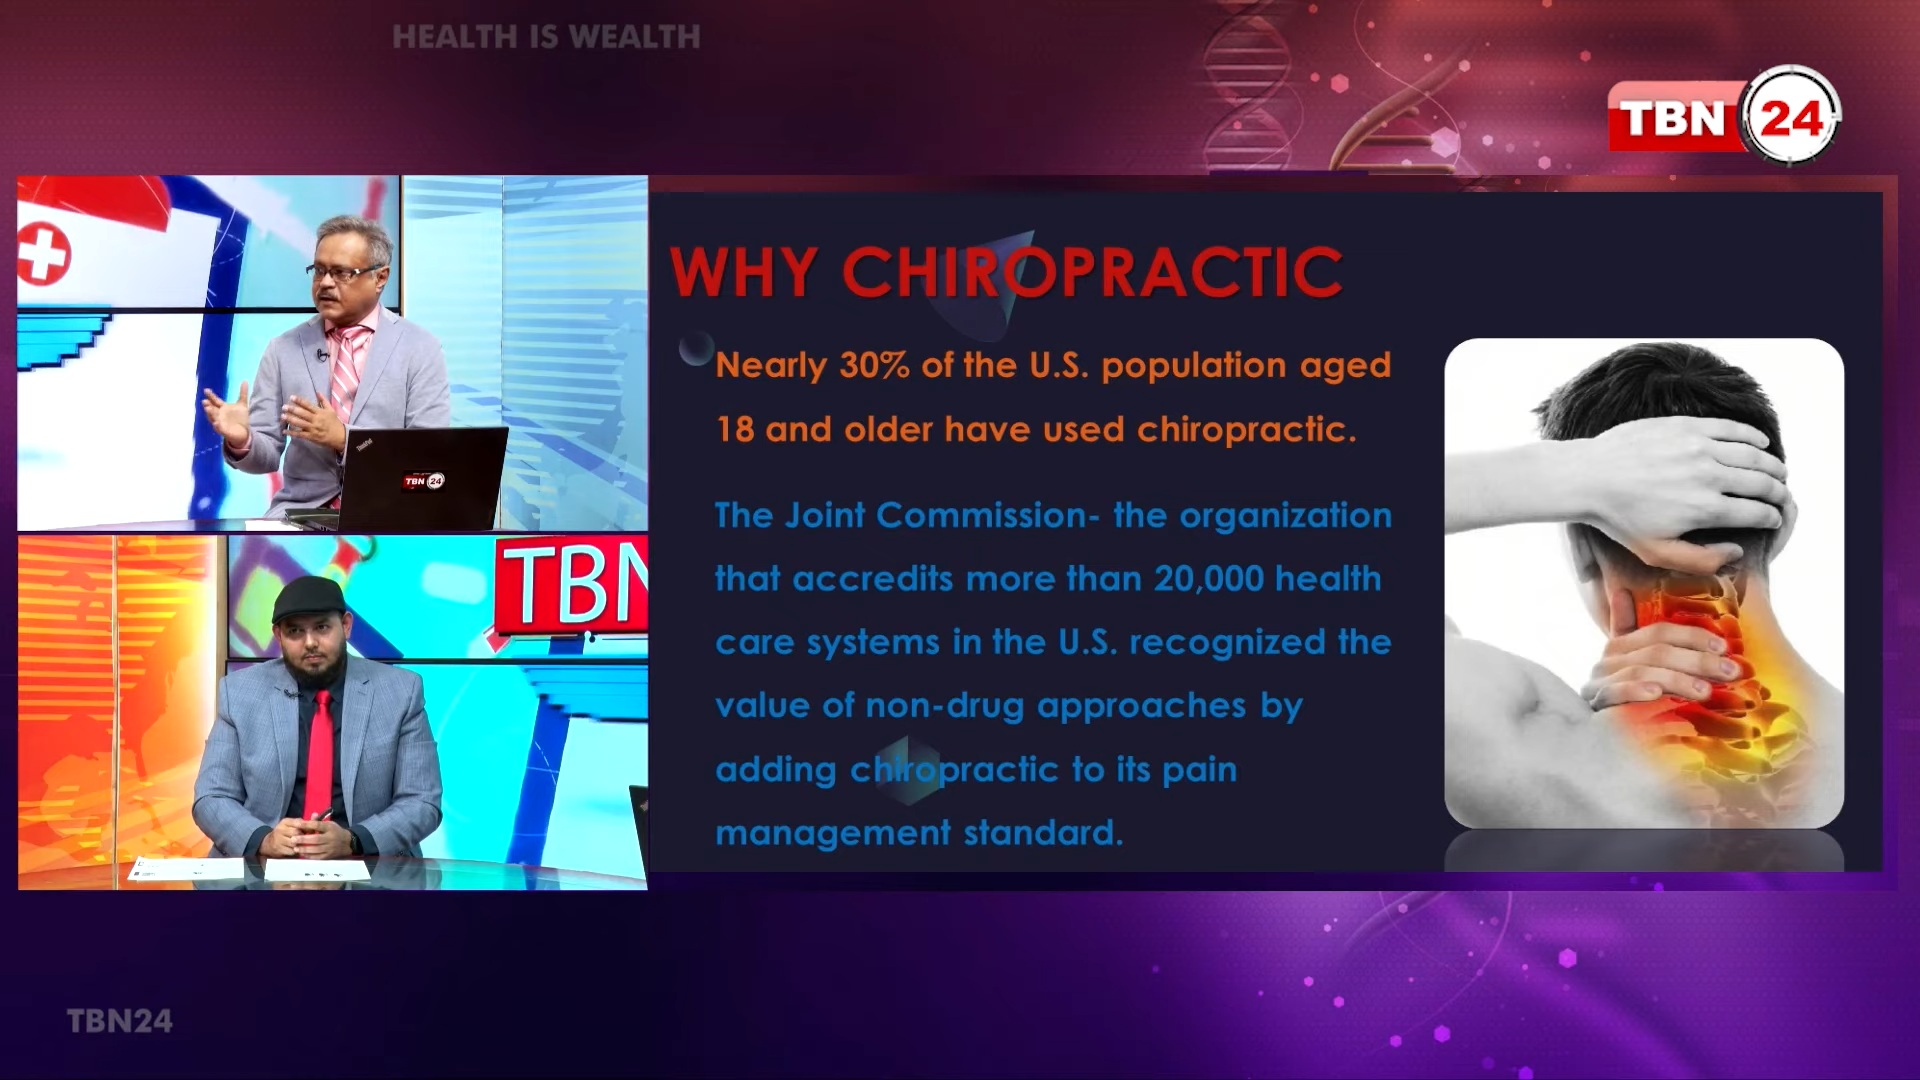 HEALTH IS WEALTH
TBN 24
WHY CHIROPRACTIC
Nearly 30% of the U.S. population aged
18 and older have used chiropractic.
The Joint Commission- the organization
that accredits more than 20,000 health
care systems in the U.S. recognized the
value of non-drug approaches by
adding chiropractic to its pain
management standard.
ThinkPad
TBN 24
TBN
TBN24